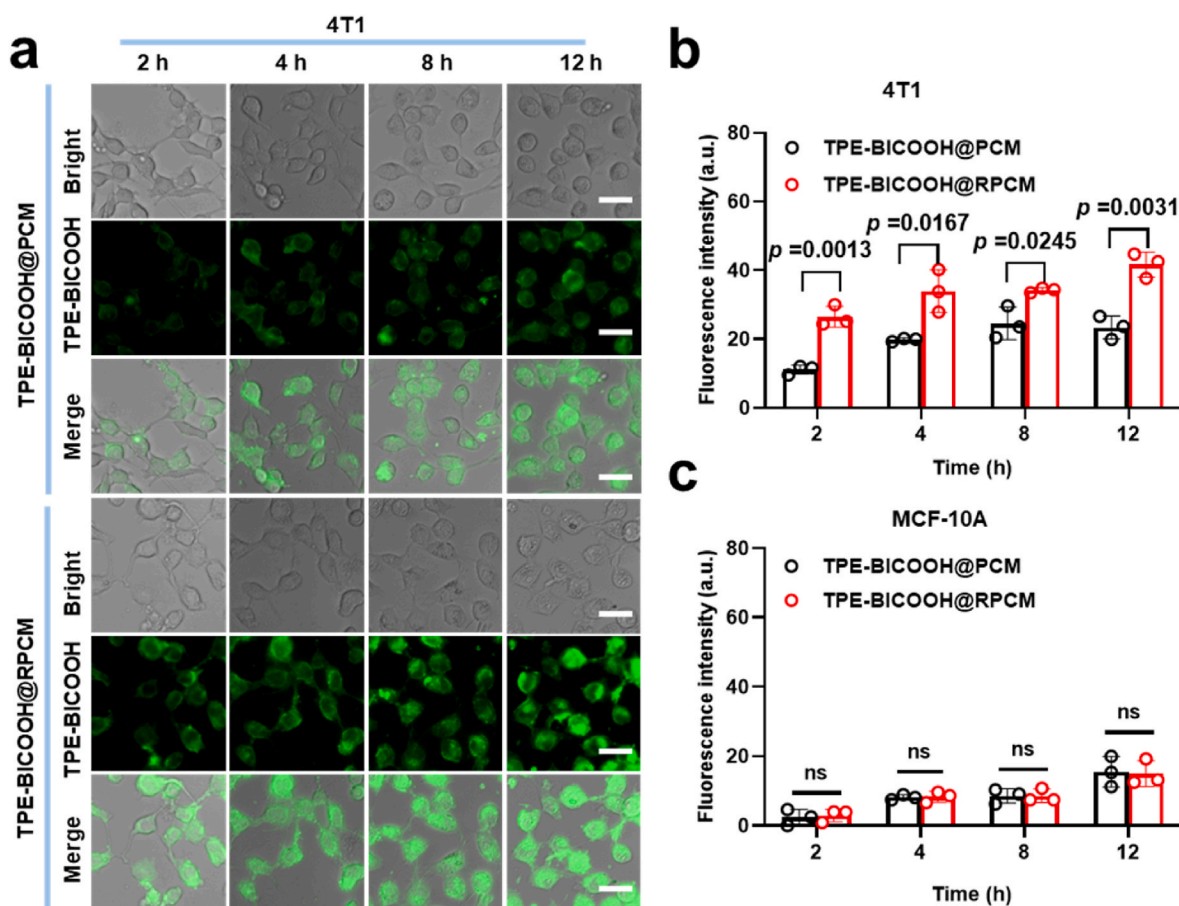 a
4T1
2 h 4 h 8 h 12 h
TPE-BICOOH@PCM
Bright
TPE-BICOOH
Merge
TPE-BICOOH@RPCM
Bright
TPE-BICOOH
Merge
b
4T1
80
60
40
20
0
Fluorescence intensity (a.u.)
TPE-BICOOH@PCM
TPE-BICOOH@RPCM
p =0.0013
p =0.0167
p =0.0245
p =0.0031
2 4 8 12
Time (h)
c
MCF-10A
80
60
40
20
0
Fluorescence intensity (a.u.)
TPE-BICOOH@PCM
TPE-BICOOH@RPCM
ns
ns
ns
ns
2 4 8 12
Time (h)